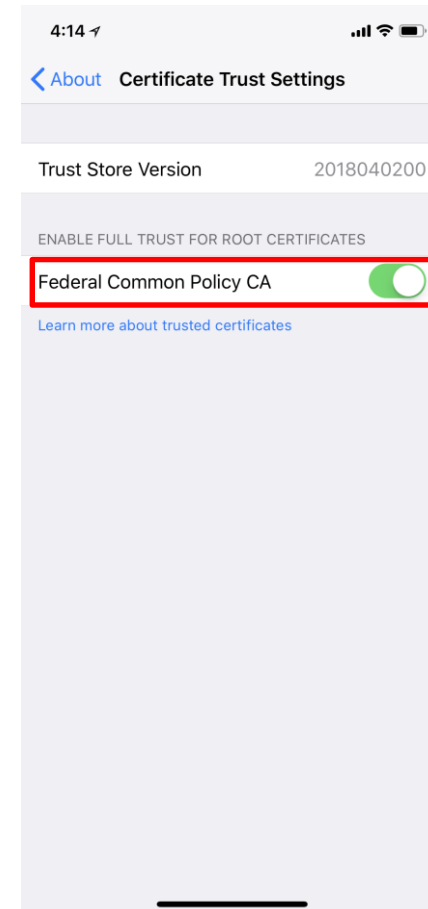 4:14
About Certificate Trust Settings
Trust Store Version 2018040200
ENABLE FULL TRUST FOR ROOT CERTIFICATES
Federal Common Policy CA
Learn more about trusted certificates